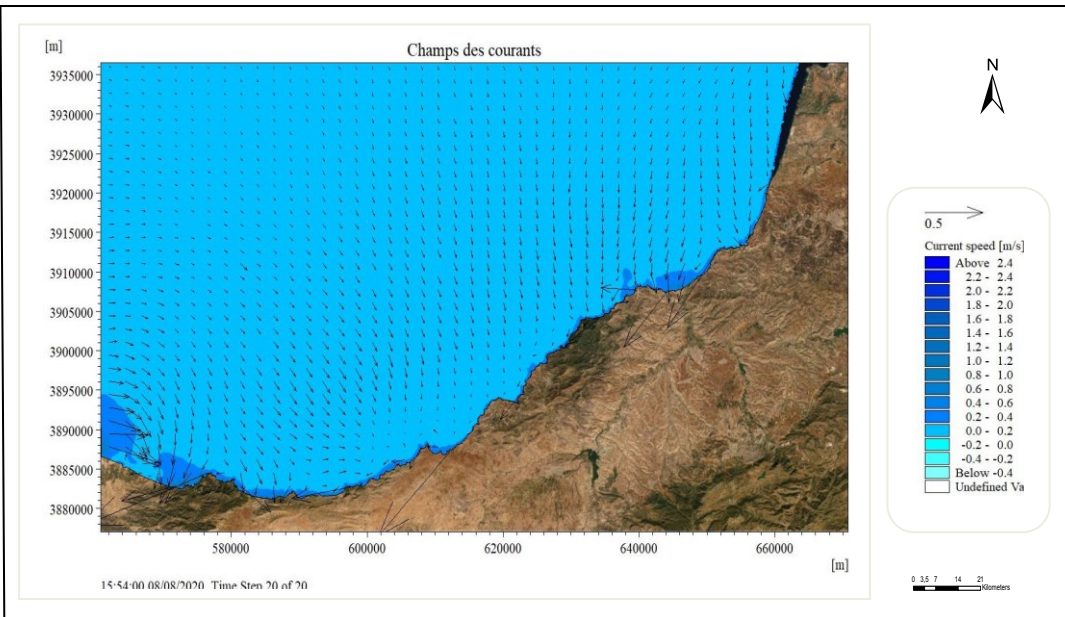 [m]
Champs des courants
3935000
3930000
3925000
3920000
3915000
3910000
3905000
3900000
3895000
3890000
3885000
3880000
580000 600000 620000 640000 660000
[m]
15:54:00 08/08/2020 Time Step 20 of 20
N
0.5
Current speed [m/s]
Above 2.4
2.2 - 2.4
2.0 - 2.2
1.8 - 2.0
1.6 - 1.8
1.4 - 1.6
1.2 - 1.4
1.0 - 1.2
0.8 - 1.0
0.6 - 0.8
0.4 - 0.6
0.2 - 0.4
0.0 - 0.2
-0.2 - 0.0
-0.4 - -0.2
Below -0.4
Undefined Va
0 3,5 7 14 21
Kilometers